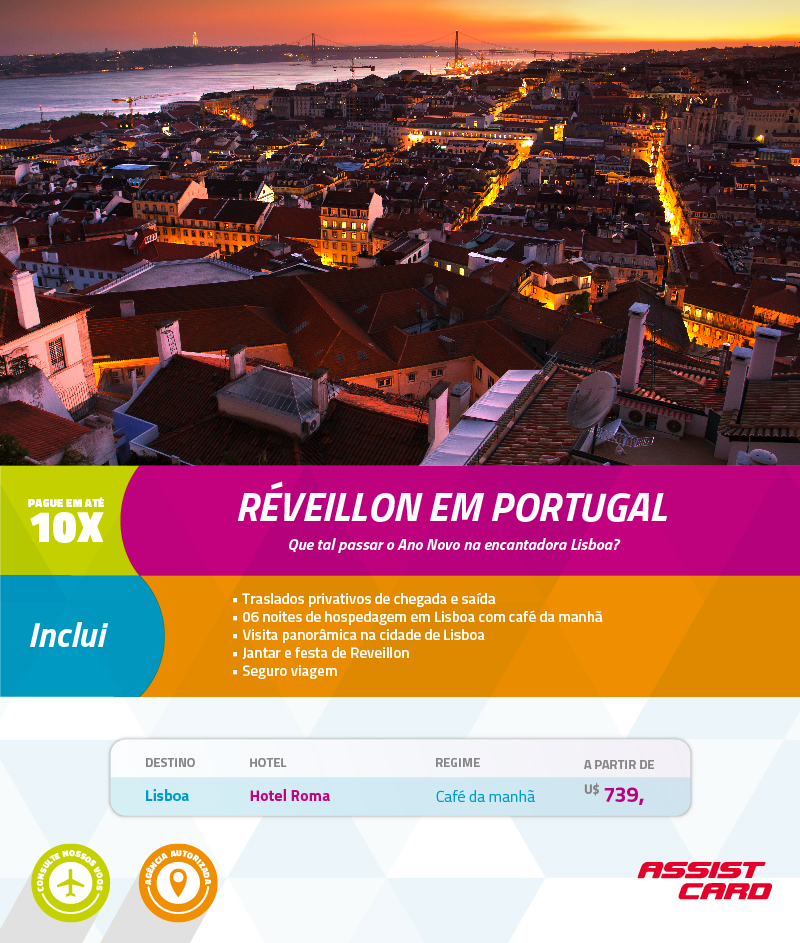 PAGUE EM ATÉ
10X
RÉVEILLON EM PORTUGAL
Que tal passar o Ano Novo na encantadora Lisboa?
Inclui
• Traslados privativos de chegada e saída
• 06 noites de hospedagem em Lisboa com café da manhã
• Visita panorâmica na cidade de Lisboa
• Jantar e festa de Reveillon
• Seguro viagem
DESTINO HOTEL REGIME A PARTIR DE
Lisboa Hotel Roma Café da manhã U$ 739,
CONSULTE NOSSOS VOOS
AGÊNCIA AUTORIZADA
ASSIST
CARD